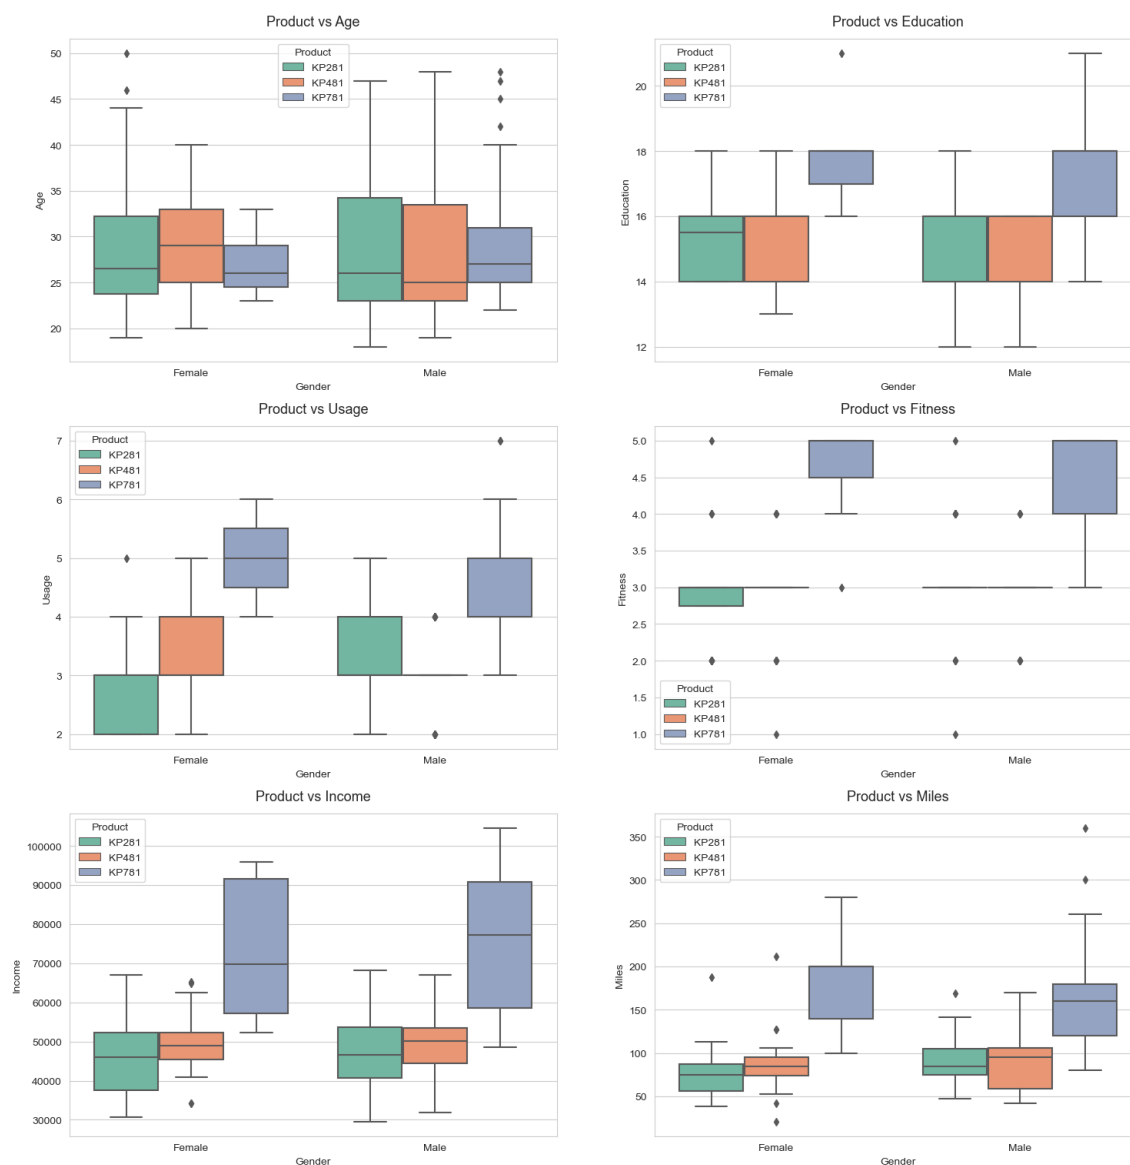 Product vs Age
50
45
40
35
30
25
20
Age
Product
KP281
KP481
KP781
Female
Male
Gender
Product vs Education
20
18
16
14
12
Education
Product
KP281
KP481
KP781
Female
Male
Gender
Product vs Usage
7
6
5
4
3
2
Usage
Product
KP281
KP481
KP781
Female
Male
Gender
Product vs Fitness
5.0
4.5
4.0
3.5
3.0
2.5
2.0
1.5
1.0
Fitness
Product
KP281
KP481
KP781
Female
Male
Gender
Product vs Income
100000
90000
80000
70000
60000
50000
40000
30000
Income
Product
KP281
KP481
KP781
Female
Male
Gender
Product vs Miles
350
300
250
200
150
100
50
Miles
Product
KP281
KP481
KP781
Female
Male
Gender